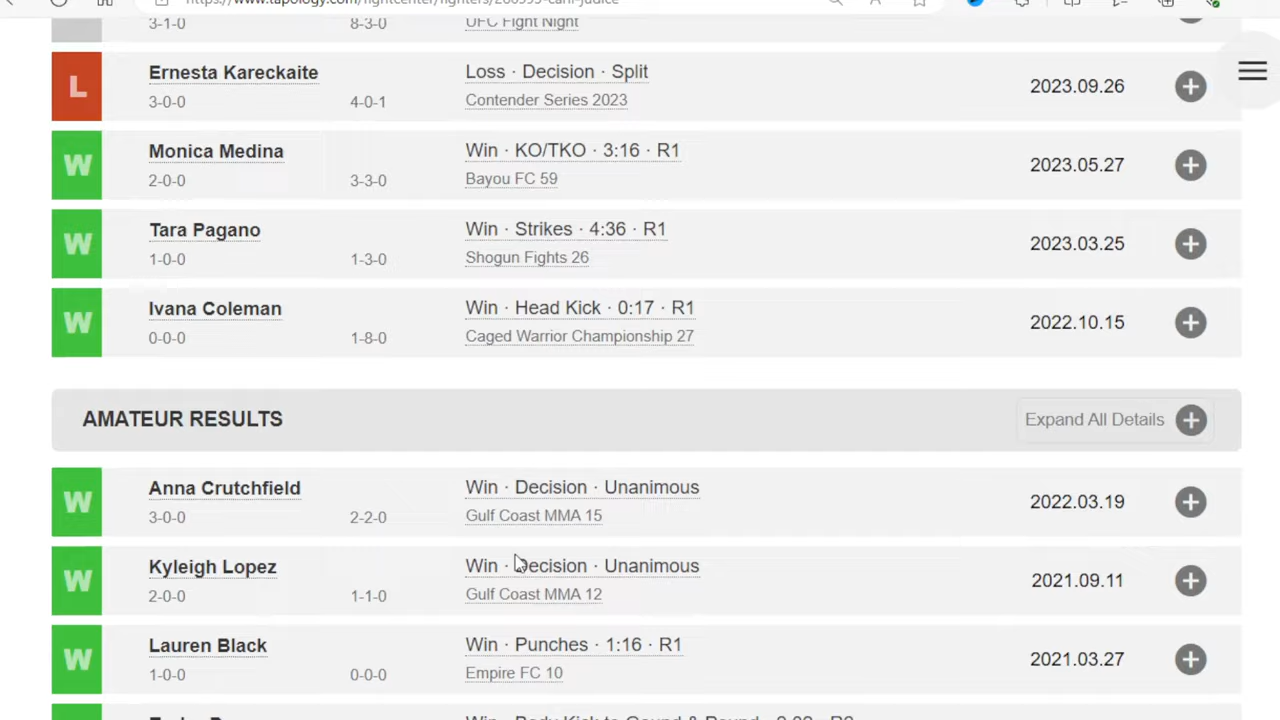 https://www.tapology.com/fightcenter/fighters/
3-1-0 8-3-0 UFC Fight Night
L Ernesta Kareckaite Loss · Decision · Split 2023.09.26
3-0-0 4-0-1 Contender Series 2023
W Monica Medina Win · KO/TKO · 3:16 · R1 2023.05.27
2-0-0 3-3-0 Bayou FC 59
W Tara Pagano Win · Strikes · 4:36 · R1 2023.03.25
1-0-0 1-3-0 Shogun Fights 26
W Ivana Coleman Win · Head Kick · 0:17 · R1 2022.10.15
0-0-0 1-8-0 Caged Warrior Championship 27
AMATEUR RESULTS Expand All Details
W Anna Crutchfield Win · Decision · Unanimous 2022.03.19
3-0-0 2-2-0 Gulf Coast MMA 15
W Kyleigh Lopez Win · Decision · Unanimous 2021.09.11
2-0-0 1-1-0 Gulf Coast MMA 12
W Lauren Black Win · Punches · 1:16 · R1 2021.03.27
1-0-0 0-0-0 Empire FC 10